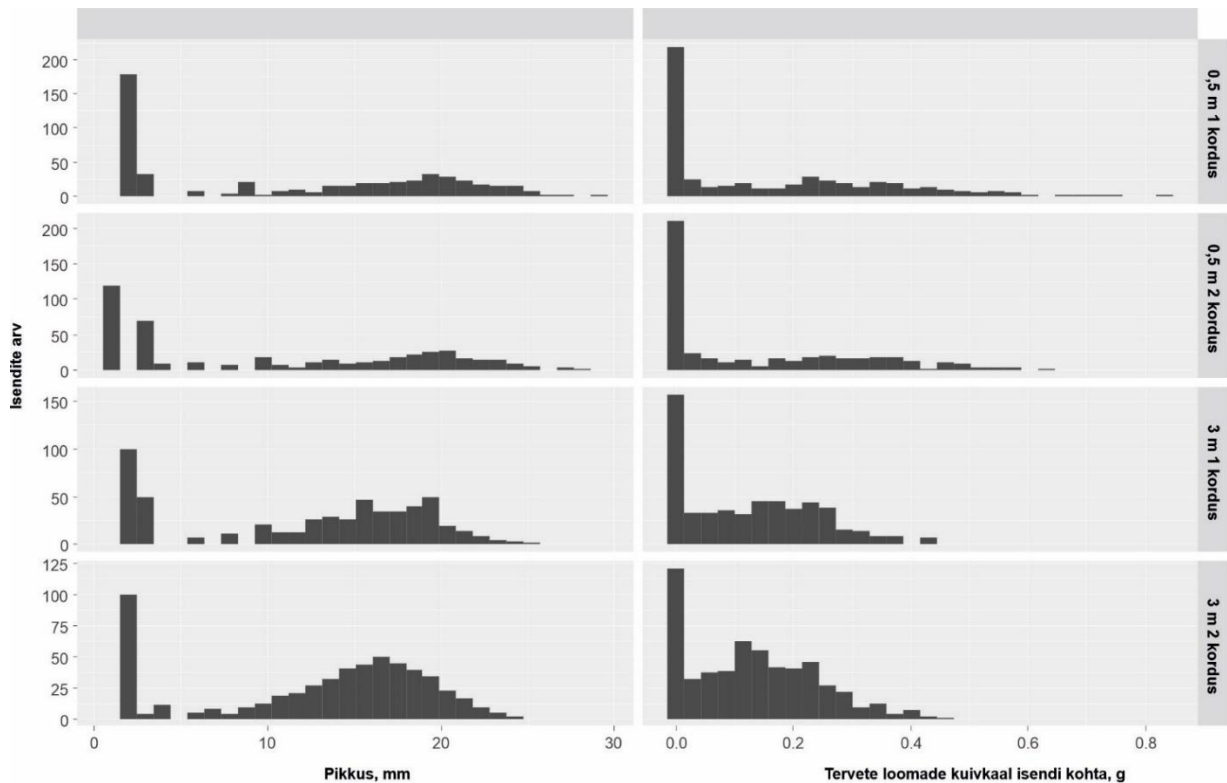 200
150
100
50
0
0,5 m 1 kordus
200
150
100
50
0
0,5 m 2 kordus
Isendite arv
150
100
50
0
3 m 1 kordus
125
100
75
50
25
0
3 m 2 kordus
0 10 20 30
0.0 0.2 0.4 0.6 0.8
Pikkus, mm
Tervete loomade kuivkaal isendi kohta, g